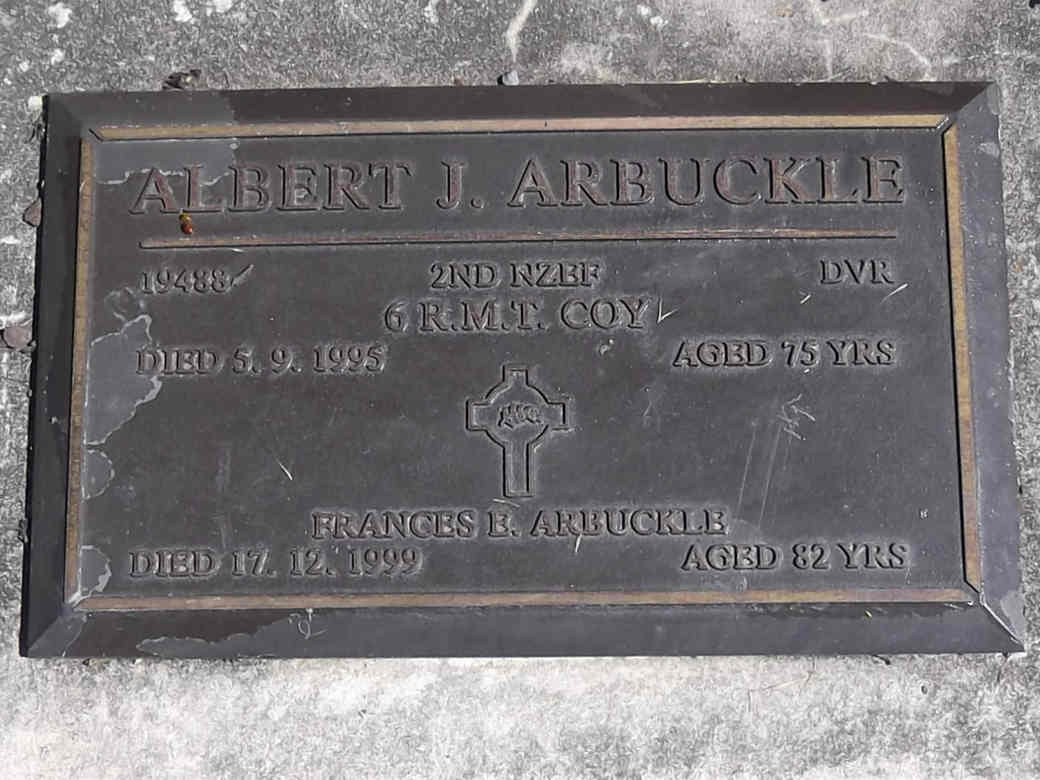 ALBERT J. ARBUCKLE
19488 2ND NZEF DVR
6 R.M.T. COY
DIED 5. 9. 1995 AGED 75 YRS
FRANCES E. ARBUCKLE
DIED 17. 12. 1999 AGED 82 YRS